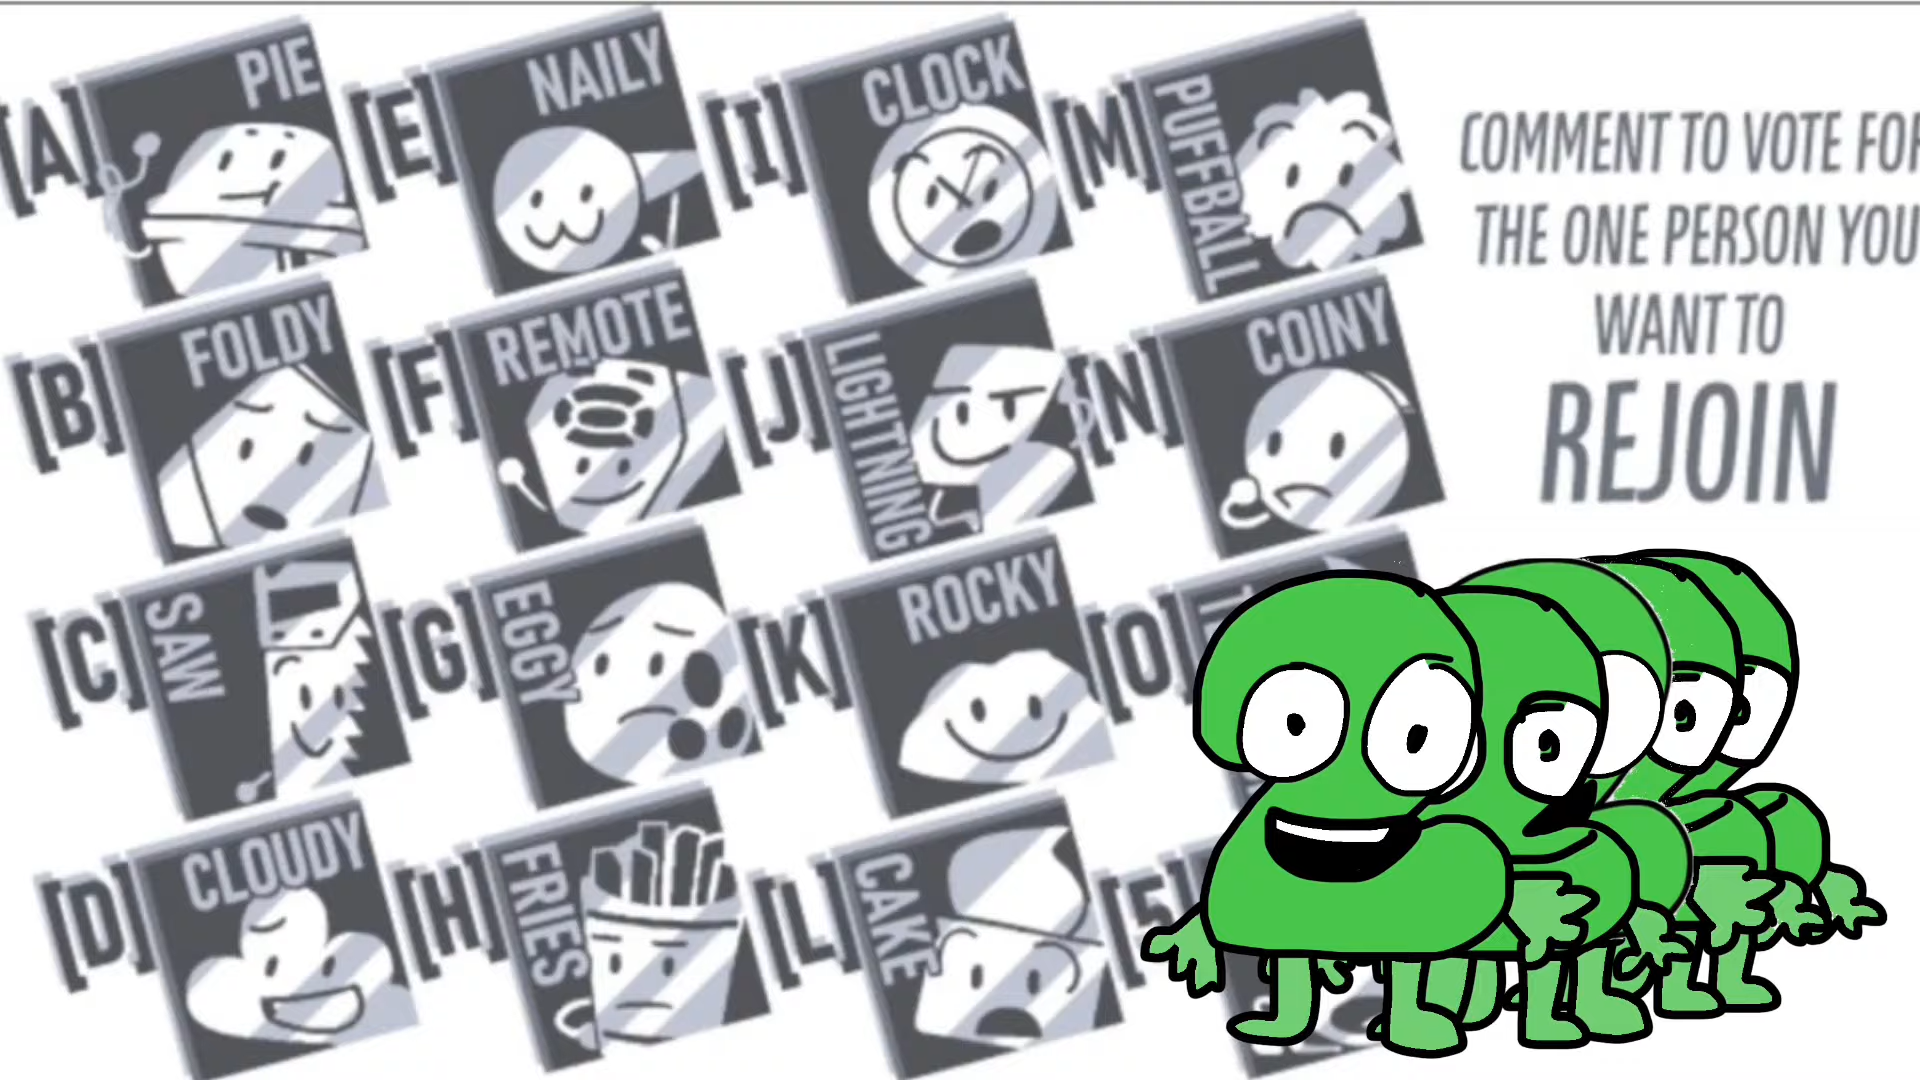 [A] PIE
[E] NAILY
[I] CLOCK
[M] PUFFBALL
[B] FOLDY
[F] REMOTE
[J] LIGHTNING
[N] COINY
[C] SAW
[G] EGGY
[K] ROCKY
[O]
[D] CLOUDY
[H] FRIES
[L] CAKE
COMMENT TO VOTE FOR
THE ONE PERSON YOU
WANT TO
REJOIN